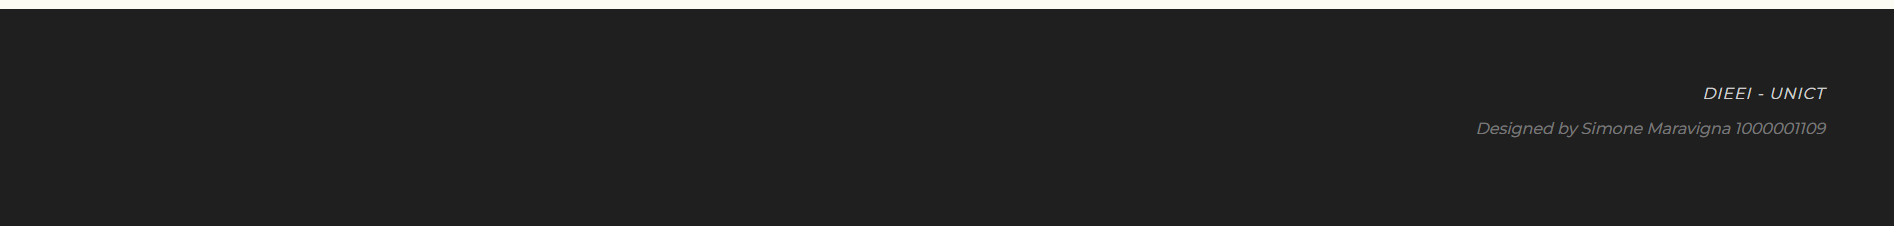 DIEEI - UNICT
Designed by Simone Maravigna 1000001109